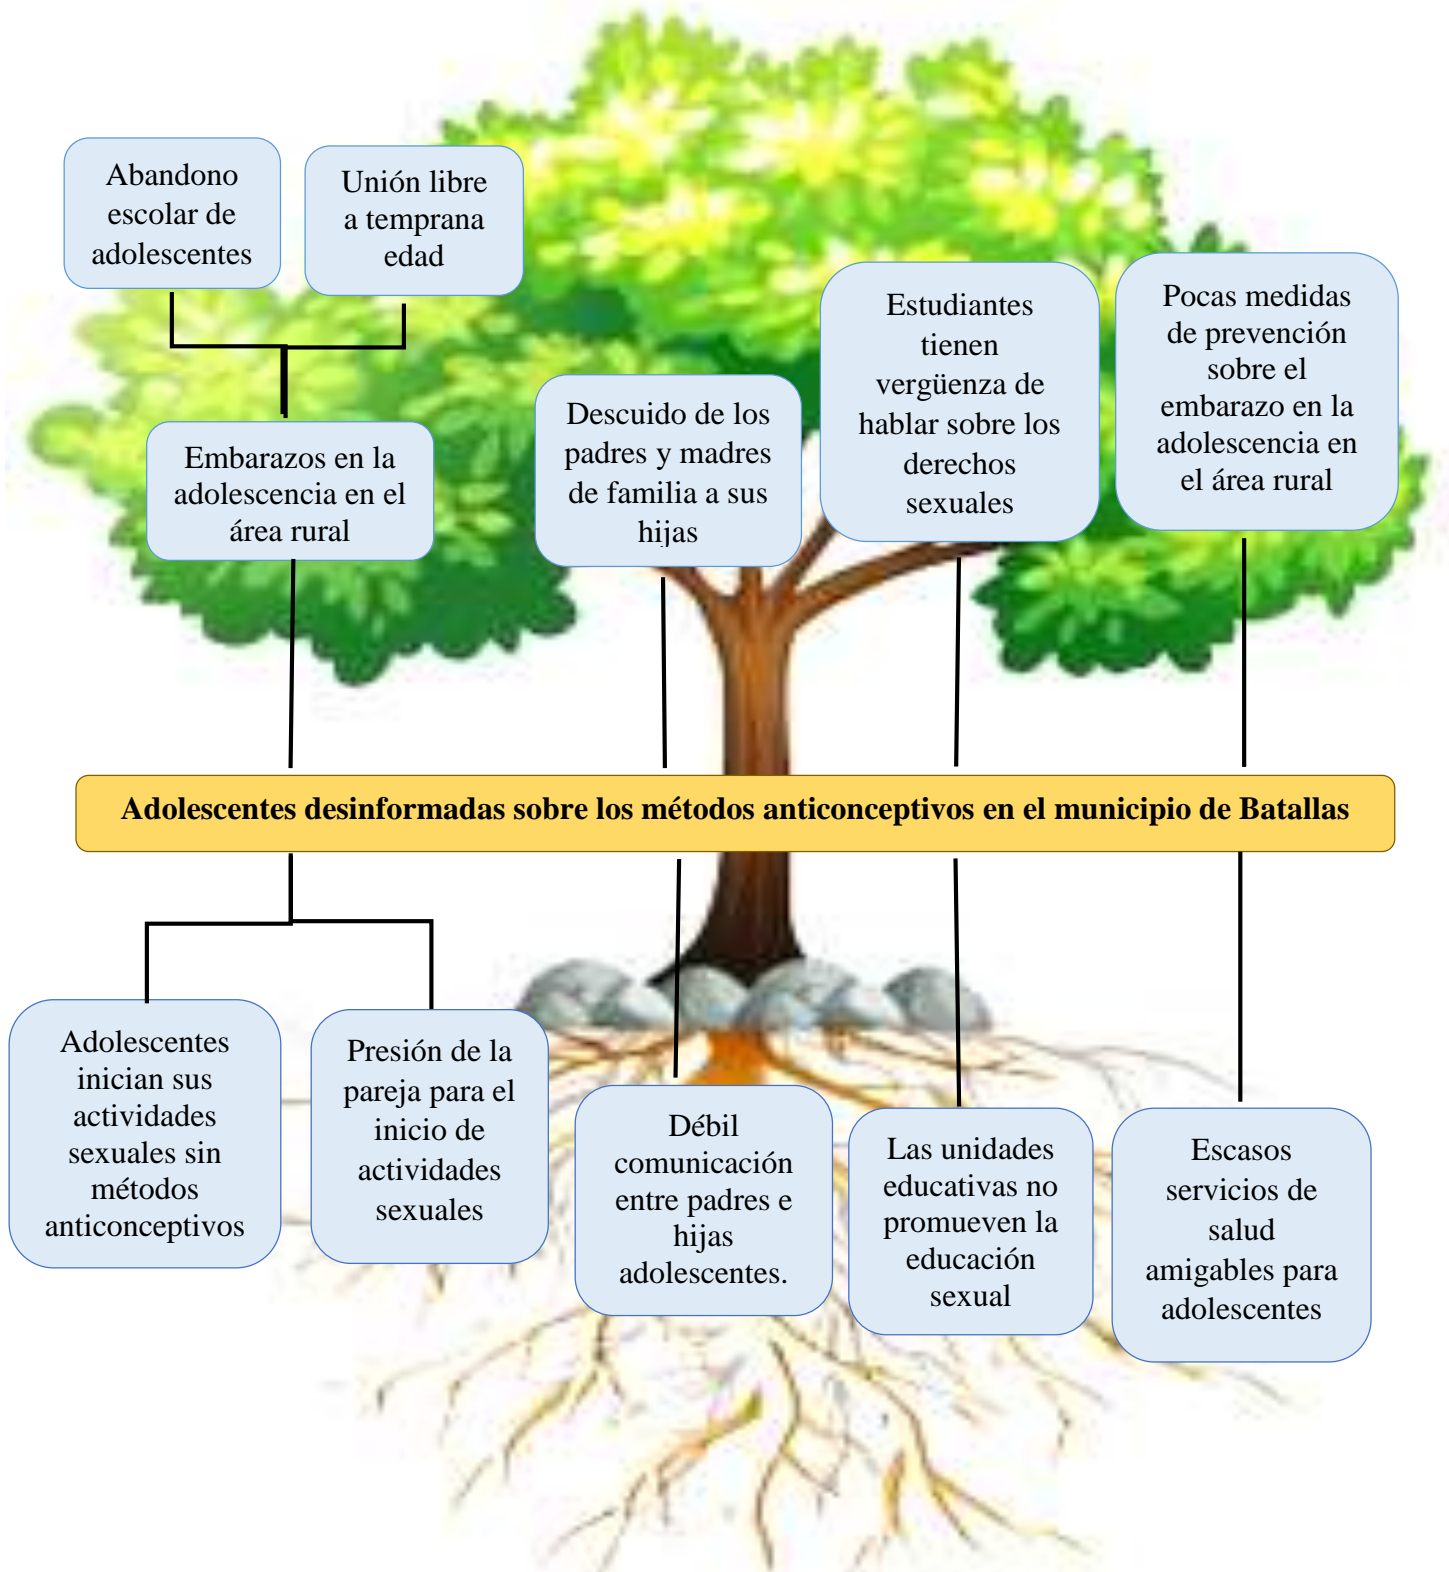 Abandono
escolar de
adolescentes
Unión libre
a temprana
edad
Embarazos en la
adolescencia en el
área rural
Descuido de los
padres y madres
de familia a sus
hijas
Estudiantes
tienen
vergüenza de
hablar sobre los
derechos
sexuales
Pocas medidas
de prevención
sobre el
embarazo en la
adolescencia en
el área rural
Adolescentes desinformadas sobre los métodos anticonceptivos en el municipio de Batallas
Adolescentes
inician sus
actividades
sexuales sin
métodos
anticonceptivos
Presión de la
pareja para el
inicio de
actividades
sexuales
Débil
comunicación
entre padres e
hijas
adolescentes.
Las unidades
educativas no
promueven la
educación
sexual
Escasos
servicios de
salud
amigables para
adolescentes